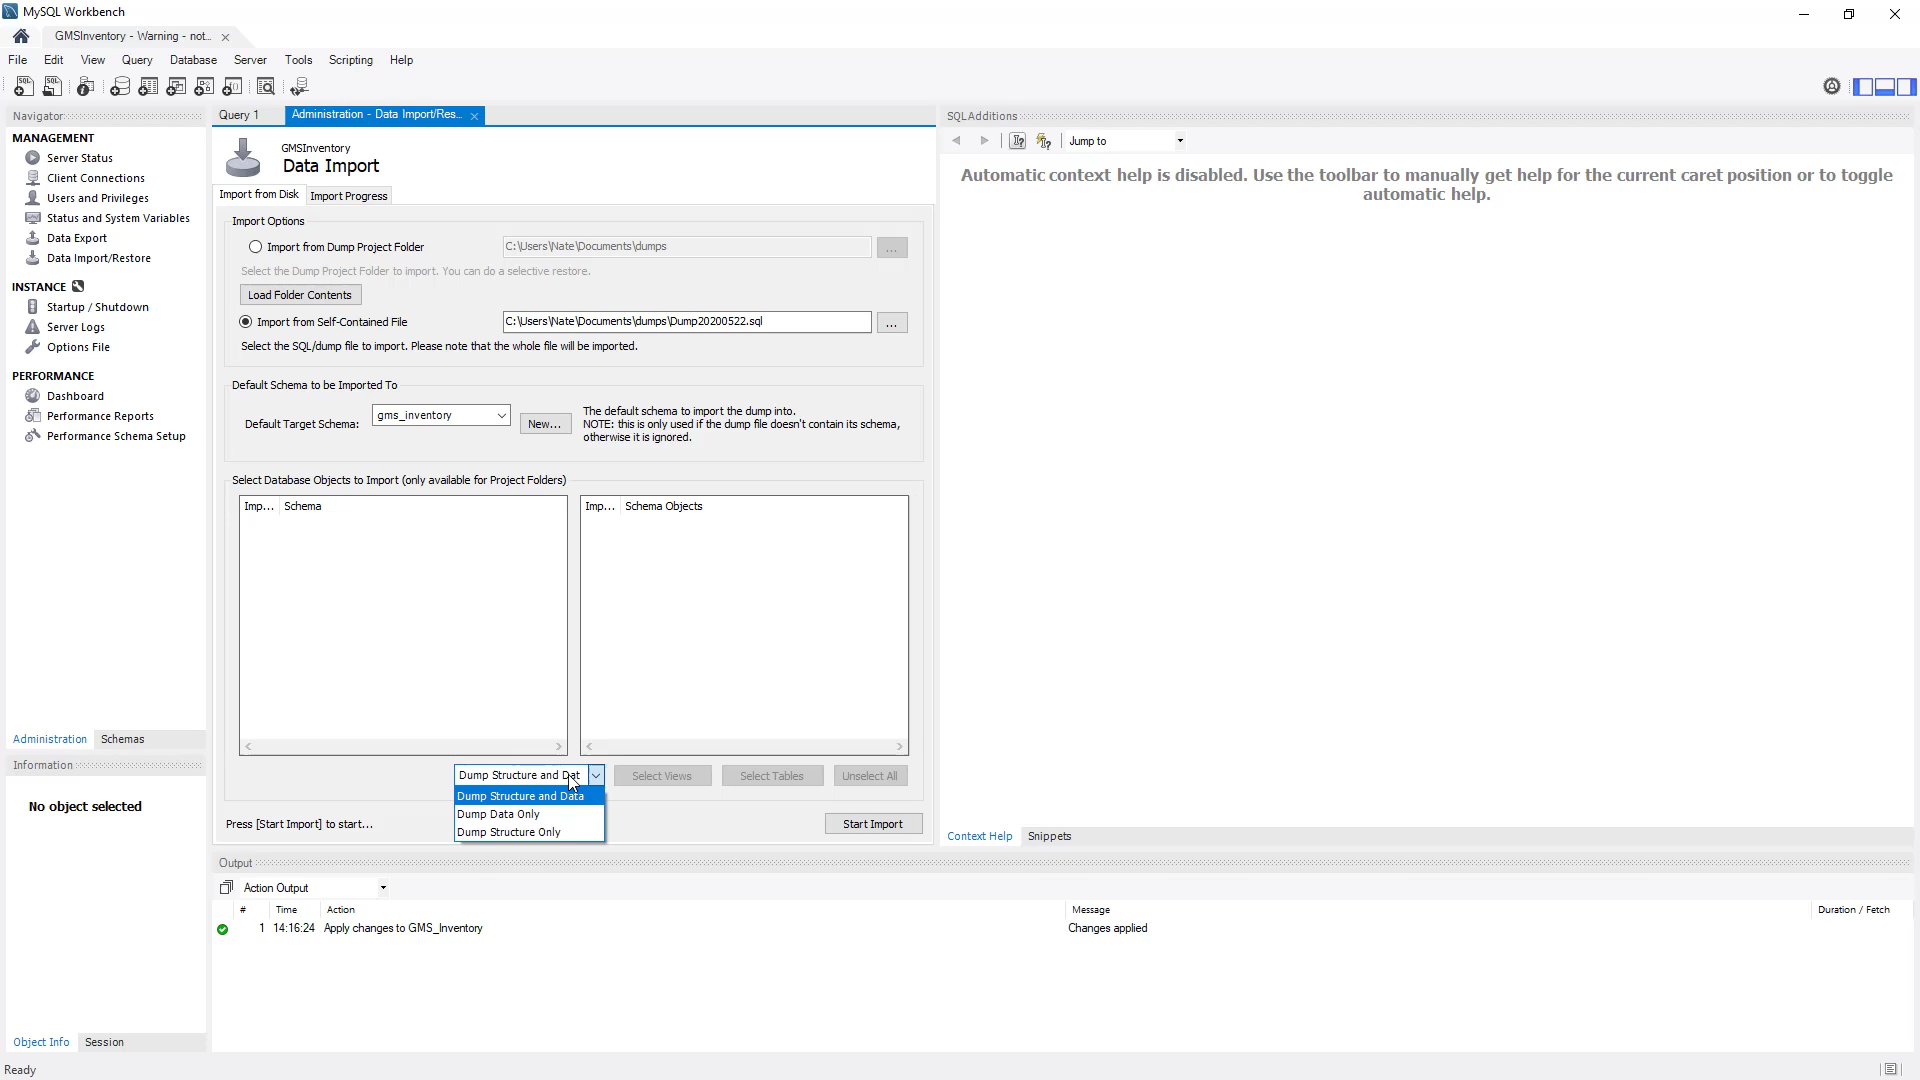 MySQL Workbench
GMSInventory - Warning - not...
File Edit View Query Database Server Tools Scripting Help
Navigator
MANAGEMENT
Server Status
Client Connections
Users and Privileges
Status and System Variables
Data Export
Data Import/Restore
INSTANCE
Startup / Shutdown
Server Logs
Options File
PERFORMANCE
Dashboard
Performance Reports
Performance Schema Setup
Administration Schemas
Information
No object selected
Object Info Session
Ready
Query 1 Administration - Data Import/Res...
GMSInventory
Data Import
Import from Disk Import Progress
Import Options
Import from Dump Project Folder C:\Users\Nate\Documents\dumps ...
Select the Dump Project Folder to import. You can do a selective restore.
Load Folder Contents
Import from Self-Contained File C:\Users\Nate\Documents\dumps\Dump20200522.sql ...
Select the SQL/dump file to import. Please note that the whole file will be imported.
Default Schema to be Imported To
Default Target Schema: gms_inventory New...
The default schema to import the dump into.
NOTE: this is only used if the dump file doesn't contain its schema,
otherwise it is ignored.
Select Database Objects to Import (only available for Project Folders)
Imp... Schema Imp... Schema Objects
Dump Structure and Dat Select Views Select Tables Unselect All
Dump Structure and Data
Dump Data Only
Dump Structure Only
Press [Start Import] to start... Start Import
SQLAdditions
Jump to
Automatic context help is disabled. Use the toolbar to manually get help for the current caret position or to toggle
automatic help.
Context Help Snippets
Output
Action Output
# Time Action Message Duration / Fetch
1 14:16:24 Apply changes to GMS_Inventory Changes applied